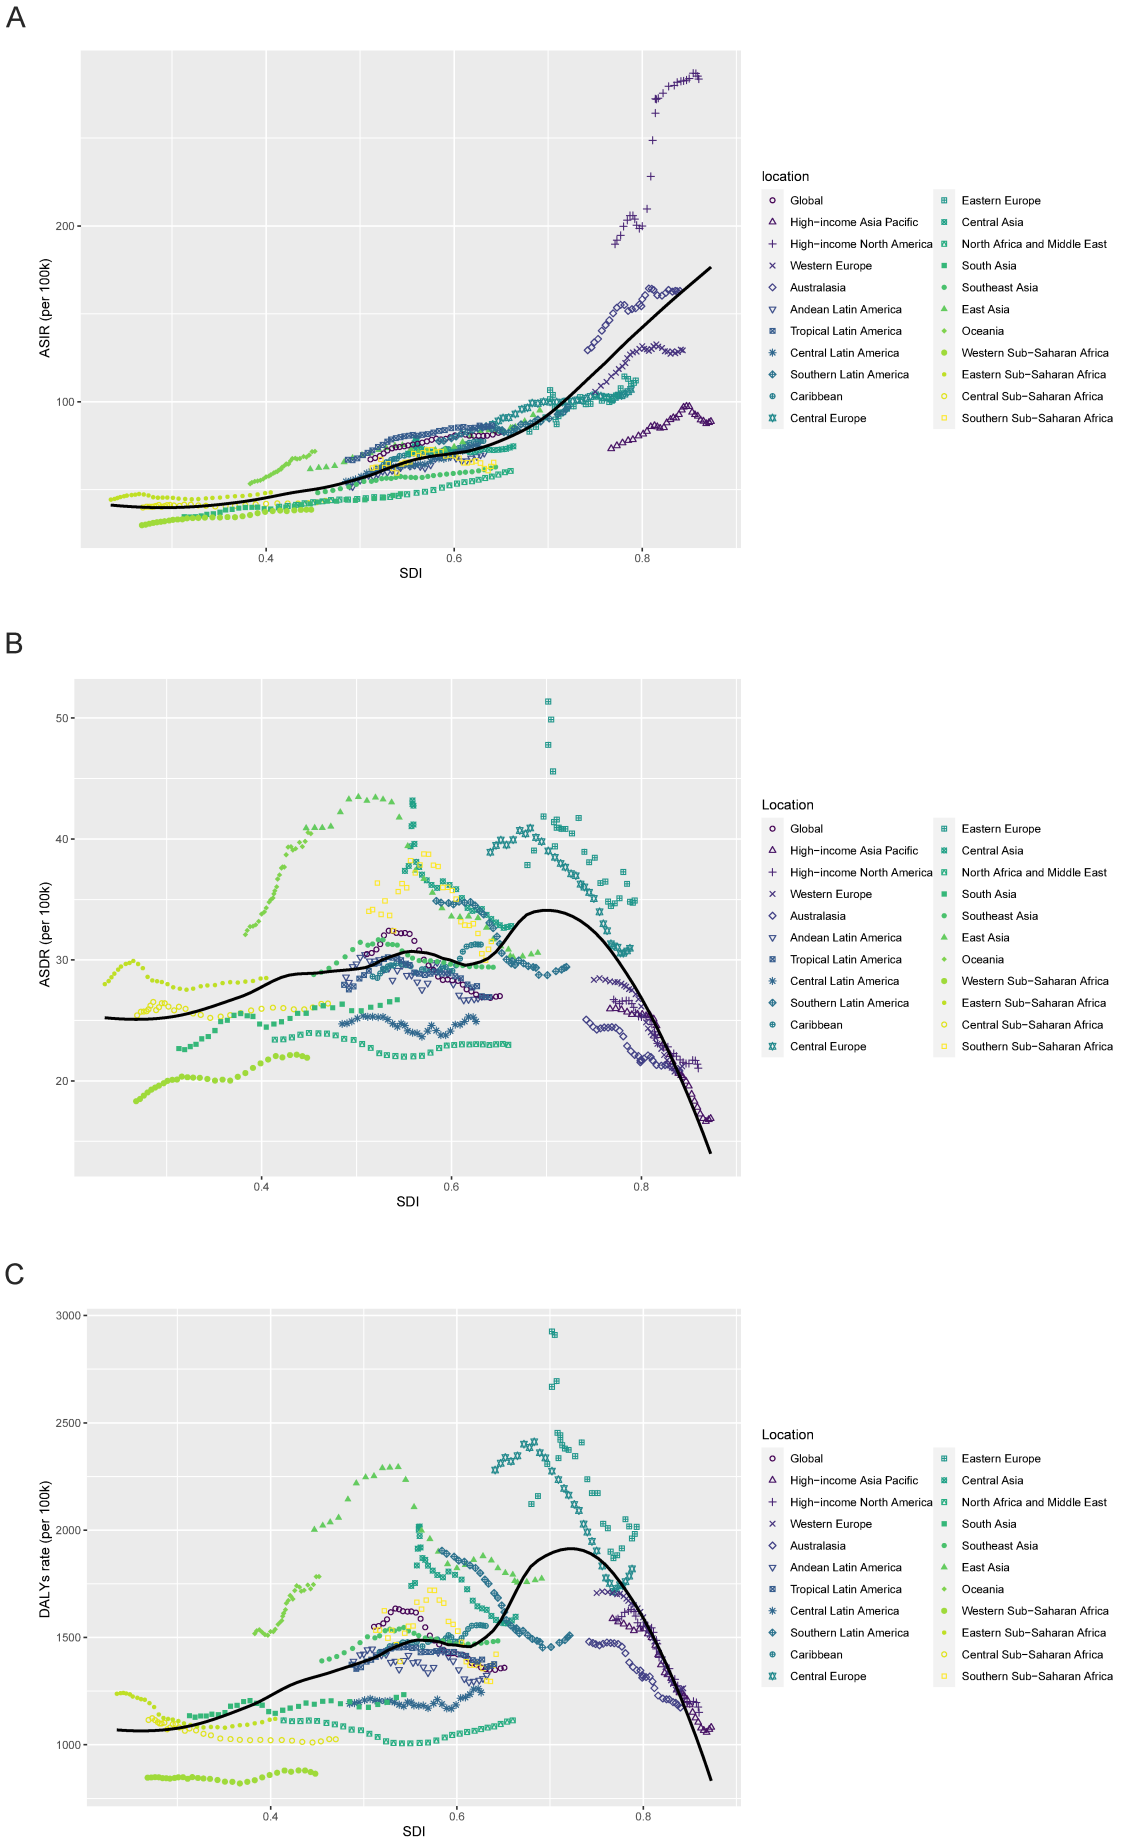 A
200
100
ASIR (per 100k)
0.4
0.6
0.8
SDI
location
Global
High-income Asia Pacific
High-income North America
Western Europe
Australasia
Andean Latin America
Tropical Latin America
Central Latin America
Southern Latin America
Caribbean
Central Europe
Eastern Europe
Central Asia
North Africa and Middle East
South Asia
Southeast Asia
East Asia
Oceania
Western Sub-Saharan Africa
Eastern Sub-Saharan Africa
Central Sub-Saharan Africa
Southern Sub-Saharan Africa
B
50
40
30
20
ASDR (per 100k)
0.4
0.6
0.8
SDI
Location
Global
High-income Asia Pacific
High-income North America
Western Europe
Australasia
Andean Latin America
Tropical Latin America
Central Latin America
Southern Latin America
Caribbean
Central Europe
Eastern Europe
Central Asia
North Africa and Middle East
South Asia
Southeast Asia
East Asia
Oceania
Western Sub-Saharan Africa
Eastern Sub-Saharan Africa
Central Sub-Saharan Africa
Southern Sub-Saharan Africa
C
3000
2500
2000
1500
1000
DALYs rate (per 100k)
0.4
0.6
0.8
SDI
Location
Global
High-income Asia Pacific
High-income North America
Western Europe
Australasia
Andean Latin America
Tropical Latin America
Central Latin America
Southern Latin America
Caribbean
Central Europe
Eastern Europe
Central Asia
North Africa and Middle East
South Asia
Southeast Asia
East Asia
Oceania
Western Sub-Saharan Africa
Eastern Sub-Saharan Africa
Central Sub-Saharan Africa
Southern Sub-Saharan Africa